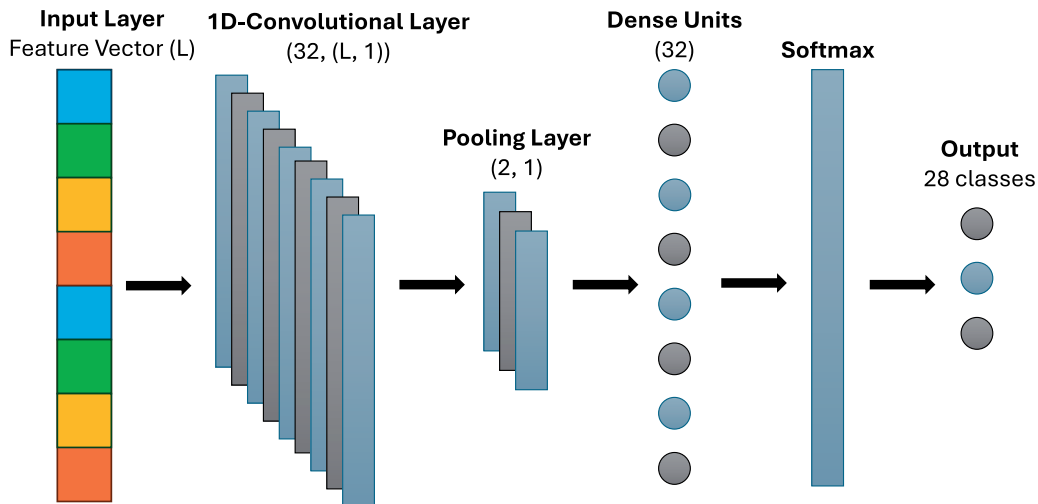 Input Layer
Feature Vector (L)
1D-Convolutional Layer
(32, (L, 1))
Pooling Layer
(2, 1)
Dense Units
(32)
Softmax
Output
28 classes